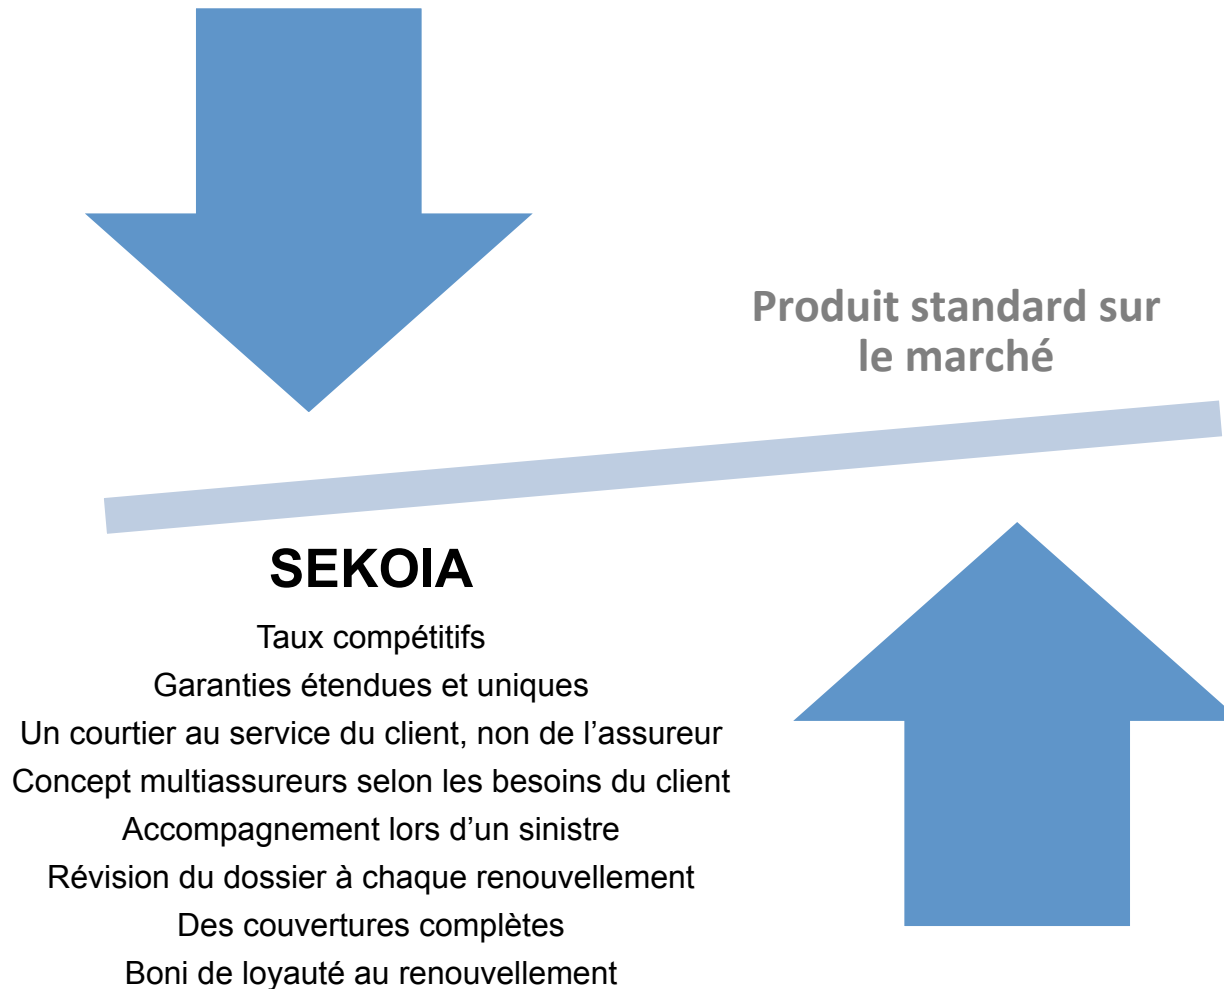 Produit standard sur
le marché
SEKOIA
Taux compétitifs
Garanties étendues et uniques
Un courtier au service du client, non de l’assureur
Concept multiassureurs selon les besoins du client
Accompagnement lors d’un sinistre
Révision du dossier à chaque renouvellement
Des couvertures complètes
Boni de loyauté au renouvellement